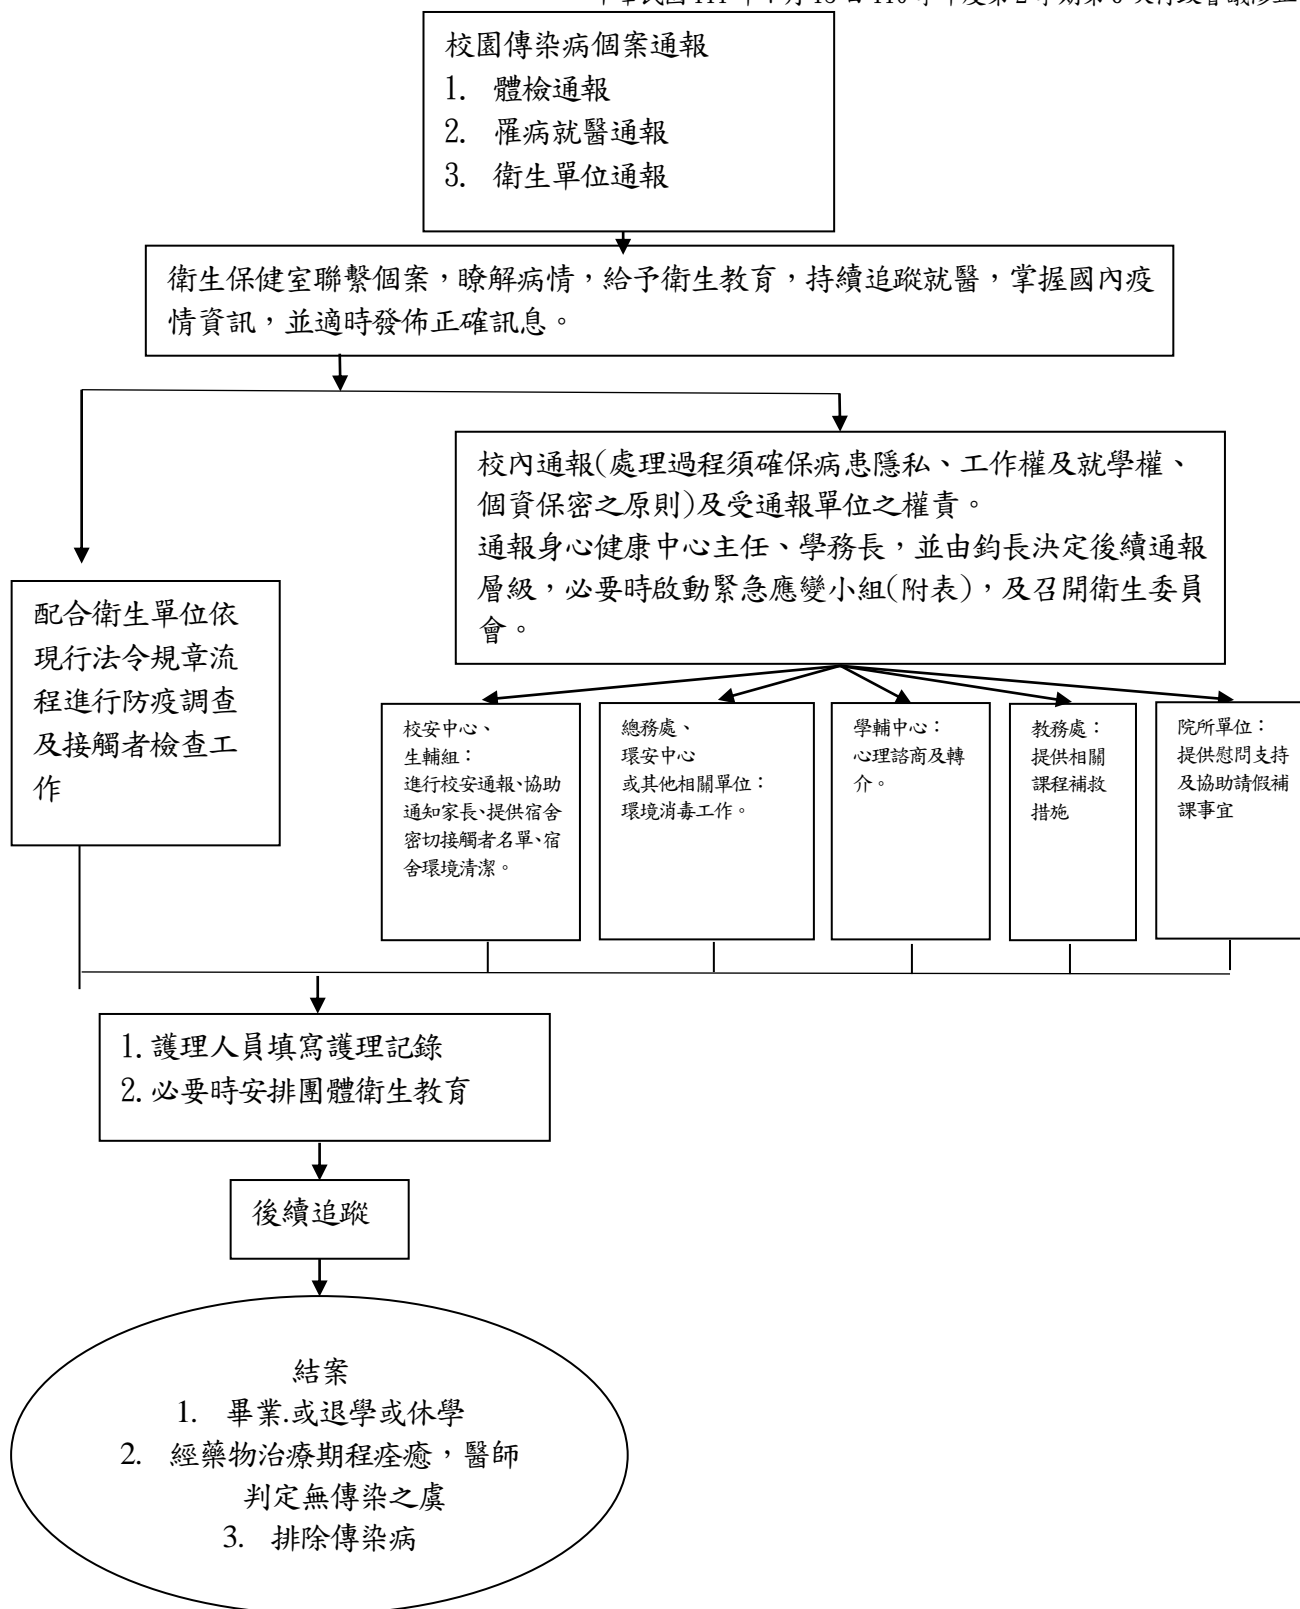 校園傳染病個案通報
1. 體檢通報
2. 罹病就醫通報
3. 衛生單位通報
衛生保健室聯繫個案，瞭解病情，給予衛生教育，持續追蹤就醫，掌握國內疫
情資訊，並適時發佈正確訊息。
校內通報(處理過程須確保病患隱私、工作權及就學權、
個資保密之原則)及受通報單位之權責。
通報身心健康中心主任、學務長，並由鈞長決定後續通報
層級，必要時啟動緊急應變小組(附表)，及召開衛生委員
會。
配合衛生單位依
現行法令規章流
程進行防疫調查
及接觸者檢查工
作
校安中心、
生輔組：
進行校安通報、協助
通知家長、提供宿舍
密切接觸者名單、宿
舍環境清潔。
總務處、
環安中心
或其他相關單位：
環境消毒工作。
學輔中心：
心理諮商及轉
介。
教務處：
提供相關
課程補救
措施
院所單位：
提供慰問支持
及協助請假補
課事宜
1. 護理人員填寫護理記錄
2. 必要時安排團體衛生教育
後續追蹤
結案
1. 畢業.或退學或休學
2. 經藥物治療期程痊癒，醫師
判定無傳染之虞
3. 排除傳染病